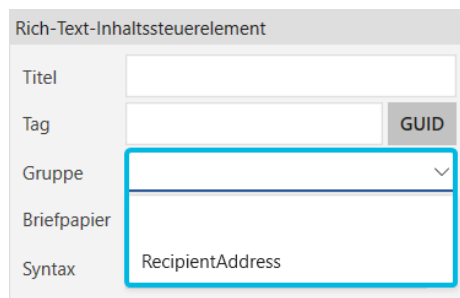 Rich-Text-Inhaltssteuerelement
Titel
Tag GUID
Gruppe
Briefpapier
RecipientAddress
Syntax